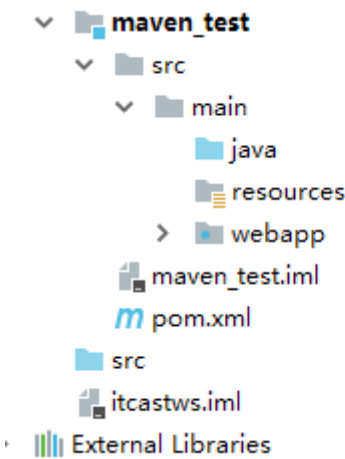 maven_test
src
main
java
resources
webapp
maven_test.iml
m pom.xml
src
itcastws.iml
External Libraries